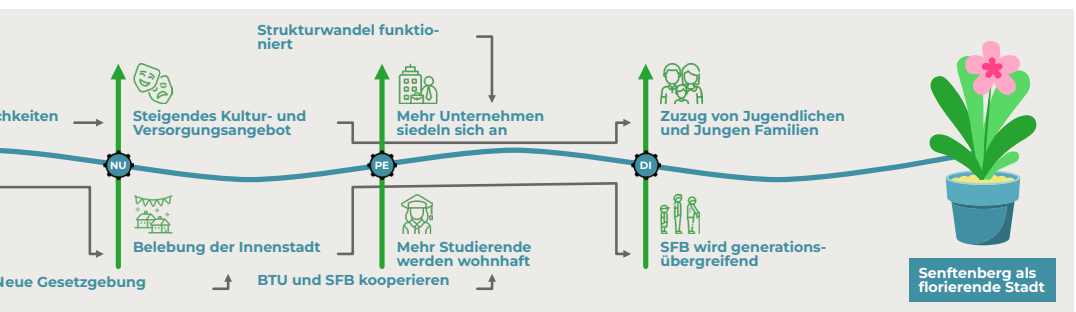 Strukturwandel funktio-
niert
chkeiten
Steigendes Kultur- und
Versorgungsangebot
Mehr Unternehmen
siedeln sich an
Zuzug von Jugendlichen
und Jungen Familien
NU
PE
DI
Belebung der Innenstadt
Mehr Studierende
werden wohnhaft
SFB wird generations-
übergreifend
Neue Gesetzgebung
BTU und SFB kooperieren
Senftenberg als
florierende Stadt